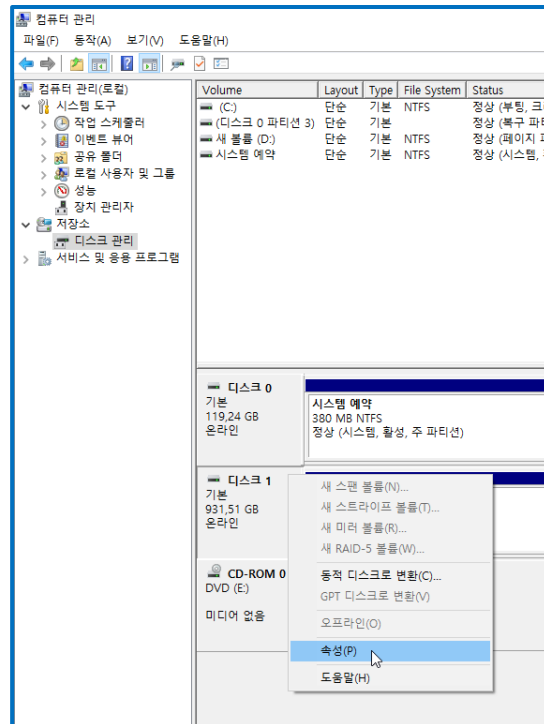 컴퓨터 관리
파일(F) 동작(A) 보기(V) 도움말(H)
컴퓨터 관리(로컬)
시스템 도구
작업 스케줄러
이벤트 뷰어
공유 폴더
로컬 사용자 및 그룹
성능
장치 관리자
저장소
디스크 관리
서비스 및 응용 프로그램
Volume Layout Type File System Status
(C:) 단순 기본 NTFS 정상 (부팅, 크
(디스크 0 파티션 3) 단순 기본 정상 (복구 파티
새 볼륨 (D:) 단순 기본 NTFS 정상 (페이지 파
시스템 예약 단순 기본 NTFS 정상 (시스템,
디스크 0
기본
119,24 GB
온라인
시스템 예약
380 MB NTFS
정상 (시스템, 활성, 주 파티션)
디스크 1
기본
931,51 GB
온라인
CD-ROM 0
DVD (E:)
미디어 없음
새 스팬 볼륨(N)...
새 스트라이프 볼륨(T)...
새 미러 볼륨(R)...
새 RAID-5 볼륨(W)...
동적 디스크로 변환(C)...
GPT 디스크로 변환(V)
오프라인(O)
속성(P)
도움말(H)